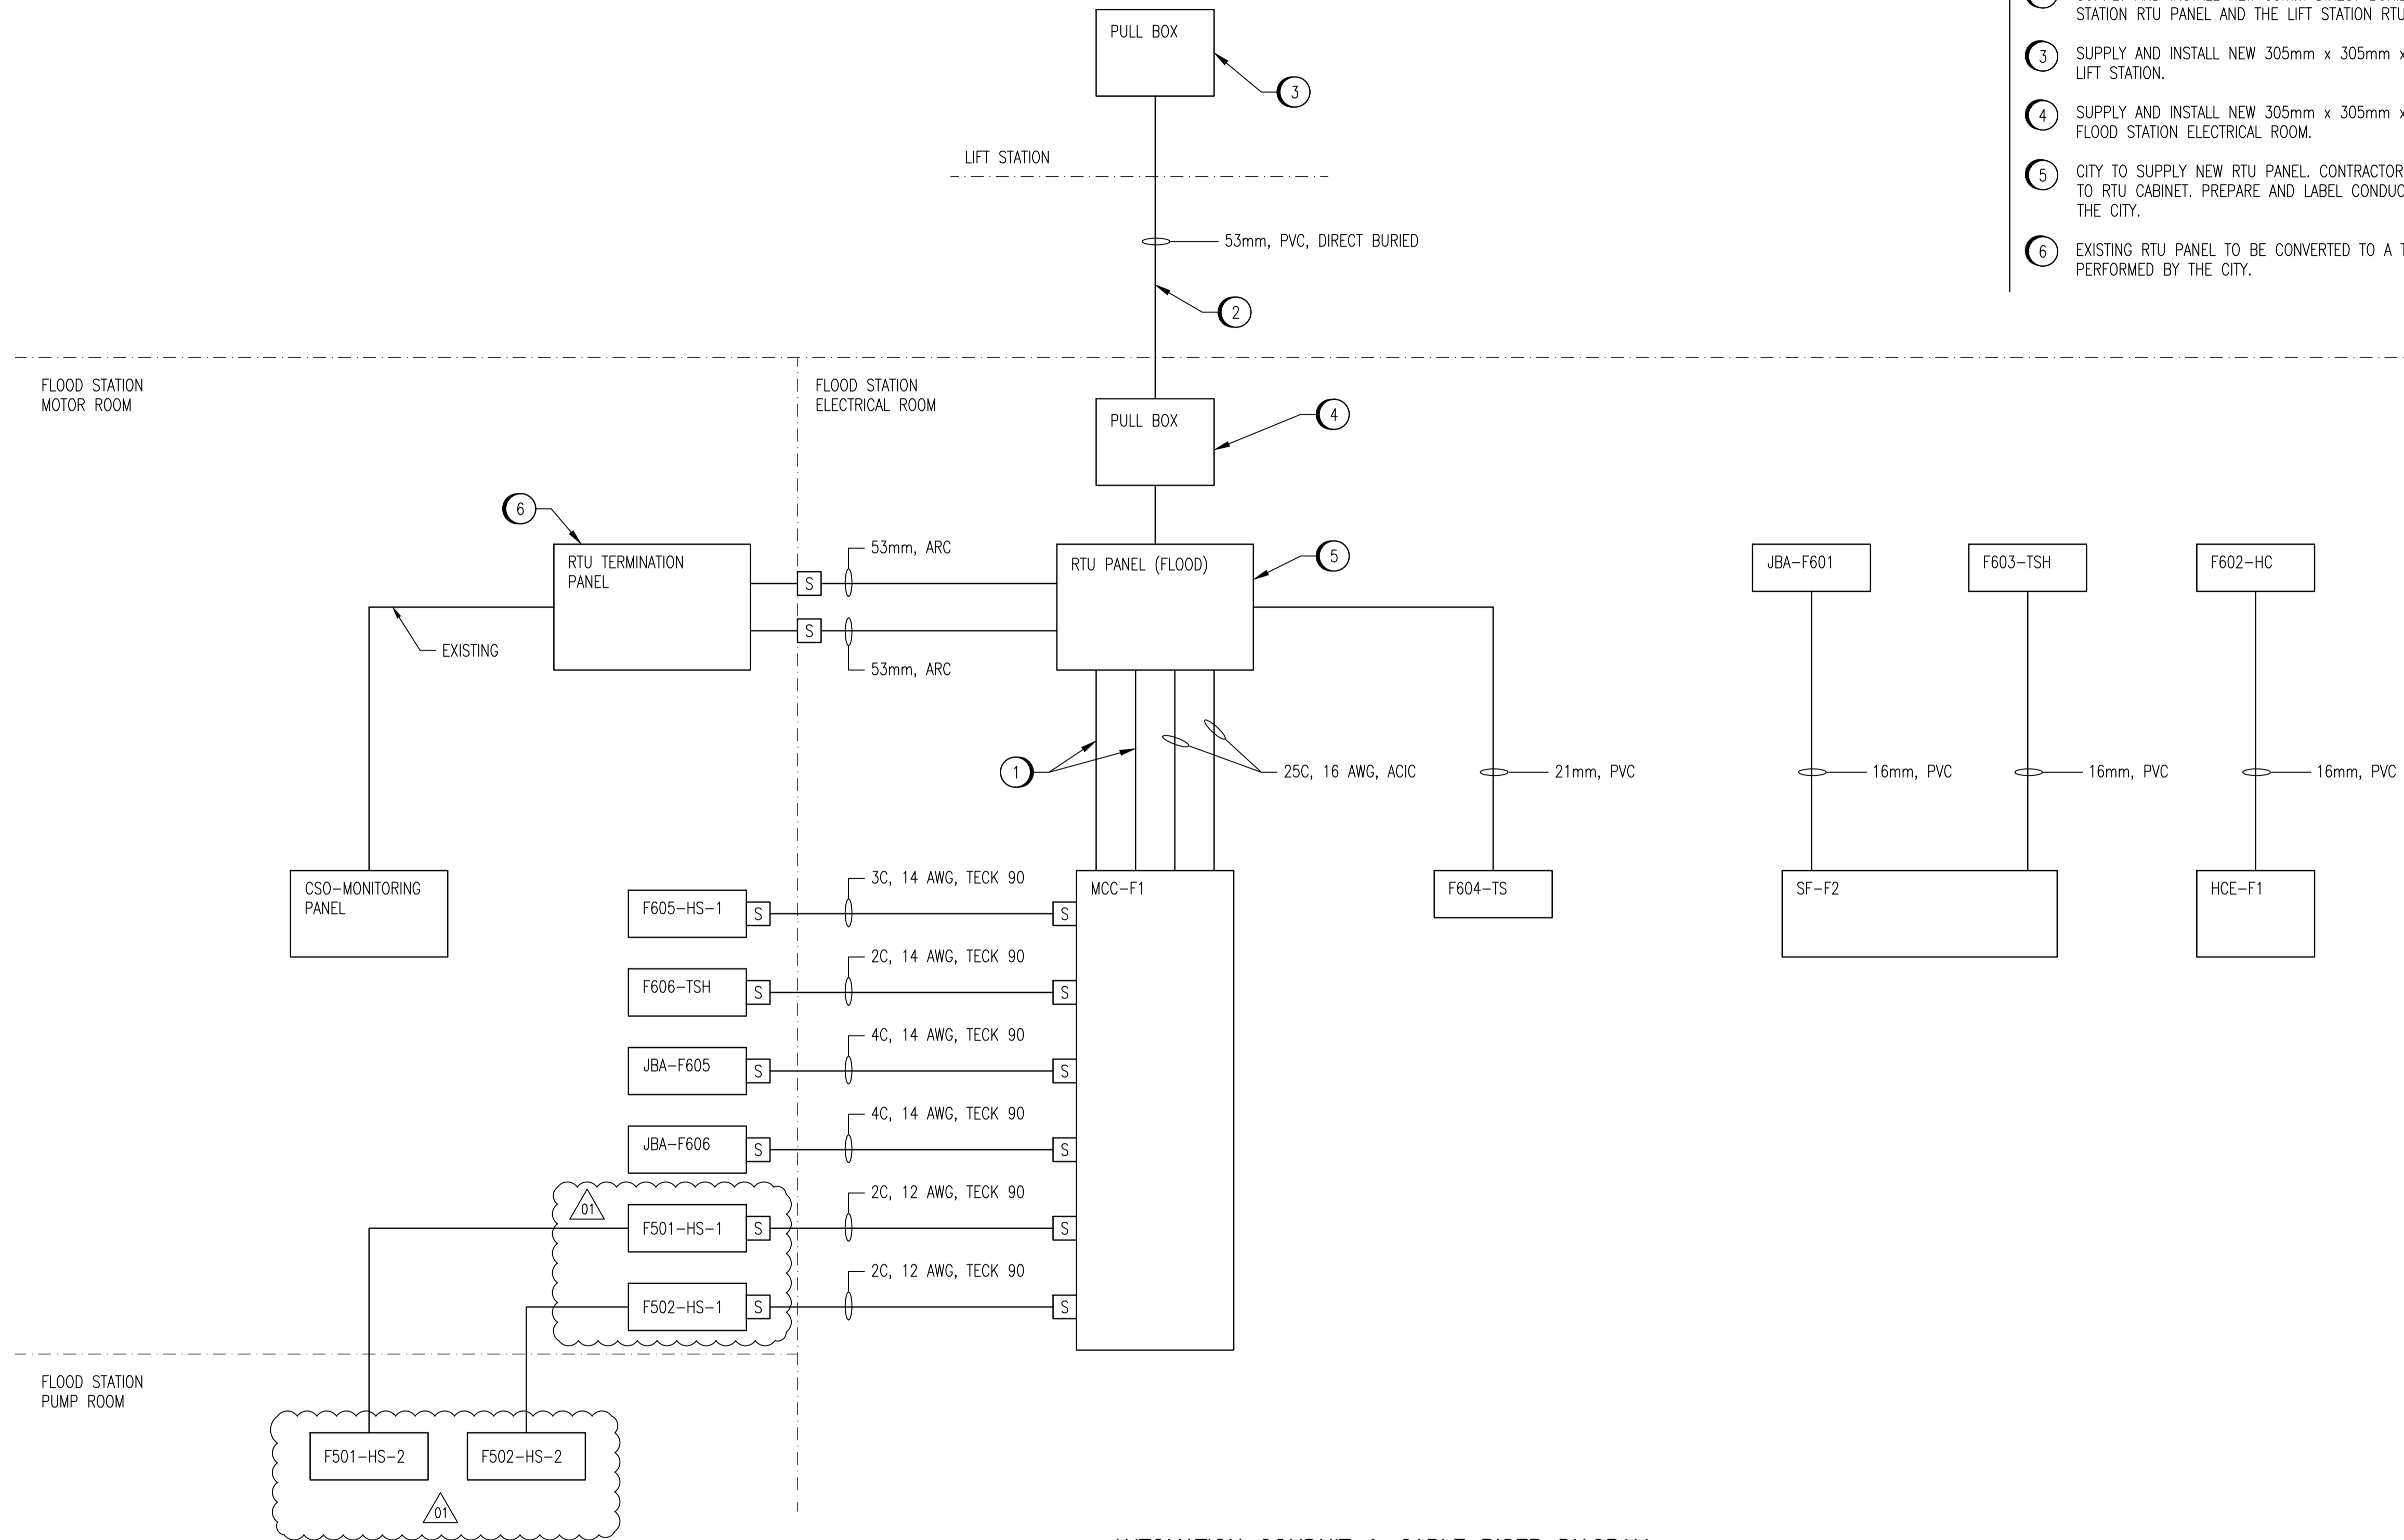 STATION RTU PANEL AND THE LIFT STATION RTU
3
SUPPLY AND INSTALL NEW 305mm x 305mm x
LIFT STATION.
4
SUPPLY AND INSTALL NEW 305mm x 305mm x
FLOOD STATION ELECTRICAL ROOM.
5
CITY TO SUPPLY NEW RTU PANEL. CONTRACTOR
TO RTU CABINET. PREPARE AND LABEL CONDUC
THE CITY.
6
EXISTING RTU PANEL TO BE CONVERTED TO A T
PERFORMED BY THE CITY.
PULL BOX
3
LIFT STATION
53mm, PVC, DIRECT BURIED
2
FLOOD STATION
MOTOR ROOM
FLOOD STATION
ELECTRICAL ROOM
PULL BOX
4
6
RTU TERMINATION
PANEL
S
53mm, ARC
S
53mm, ARC
RTU PANEL (FLOOD)
5
EXISTING
JBA-F601
F603-TSH
F602-HC
1
25C, 16 AWG, ACIC
21mm, PVC
16mm, PVC
16mm, PVC
16mm, PVC
CSO-MONITORING
PANEL
MCC-F1
F604-TS
SF-F2
HCE-F1
F605-HS-1
S
3C, 14 AWG, TECK 90
S
F606-TSH
S
2C, 14 AWG, TECK 90
S
JBA-F605
S
4C, 14 AWG, TECK 90
S
JBA-F606
S
4C, 14 AWG, TECK 90
S
01
F501-HS-1
S
2C, 12 AWG, TECK 90
S
F502-HS-1
S
2C, 12 AWG, TECK 90
S
FLOOD STATION
PUMP ROOM
F501-HS-2
F502-HS-2
01
AUTOMATION CONDUIT & CABLE RISER DIAGRAM